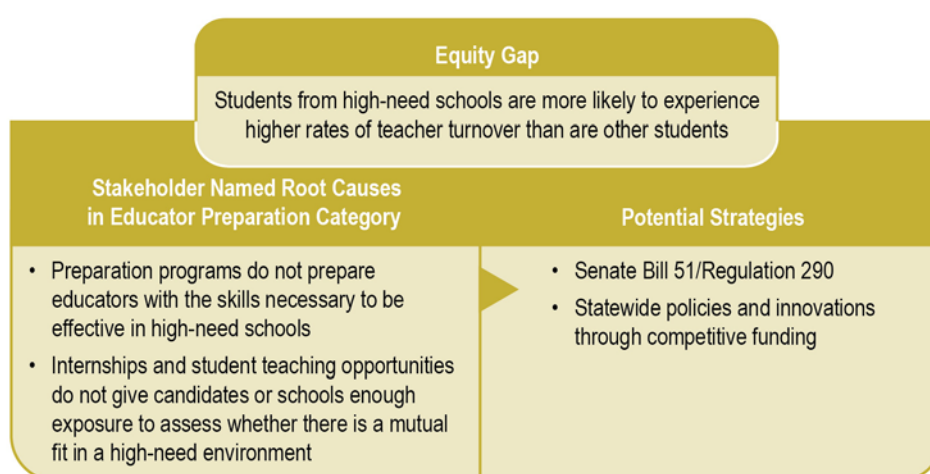 Equity Gap
Students from high-need schools are more likely to experience
higher rates of teacher turnover than are other students
Stakeholder Named Root Causes
in Educator Preparation Category
• Preparation programs do not prepare
educators with the skills necessary to be
effective in high-need schools
• Internships and student teaching opportunities
do not give candidates or schools enough
exposure to assess whether there is a mutual
fit in a high-need environment
Potential Strategies
• Senate Bill 51/Regulation 290
• Statewide policies and innovations
through competitive funding